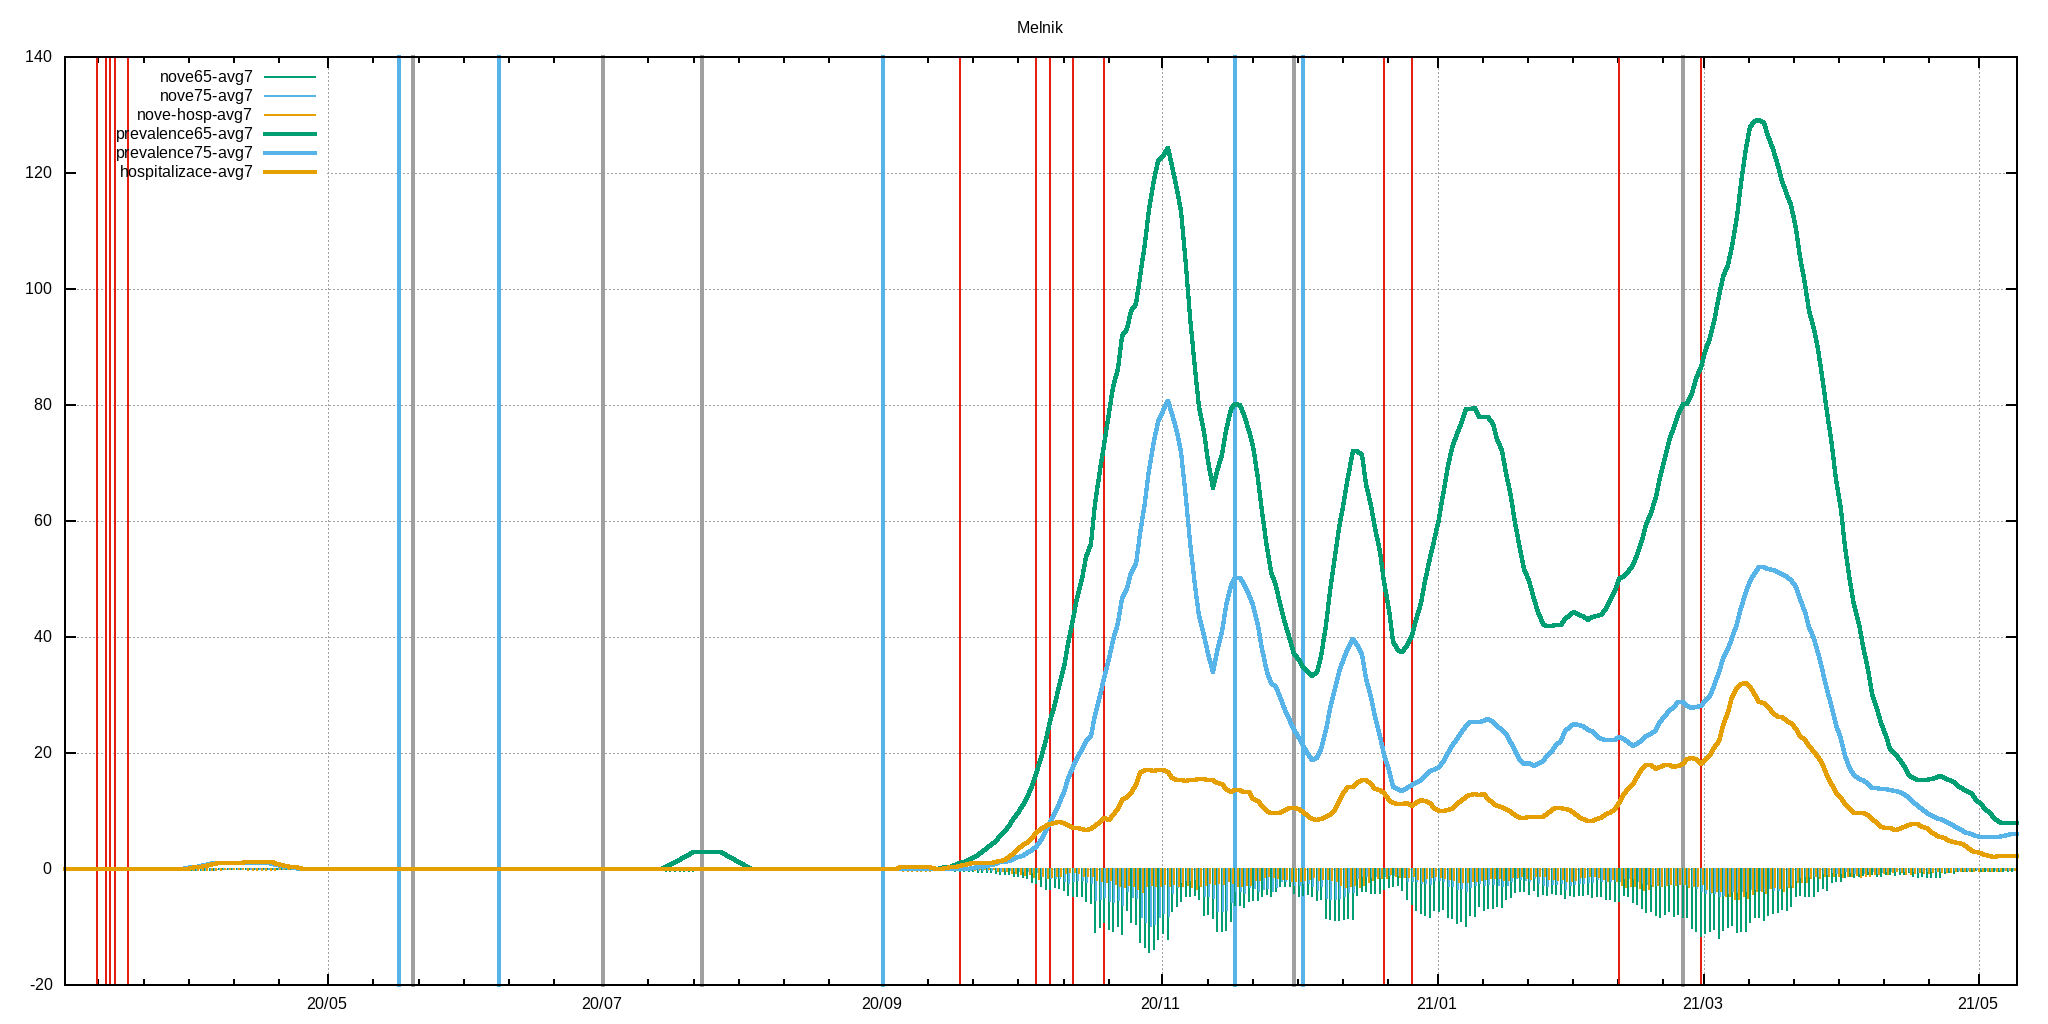 Melnik
140
nove65-avg7
nove75-avg7
nove-hosp-avg7
prevalence65-avg7
prevalence75-avg7
hospitalizace-avg7
120
100
80
60
40
20
0
-20
20/05 20/07 20/09 20/11 21/01 21/03 21/05